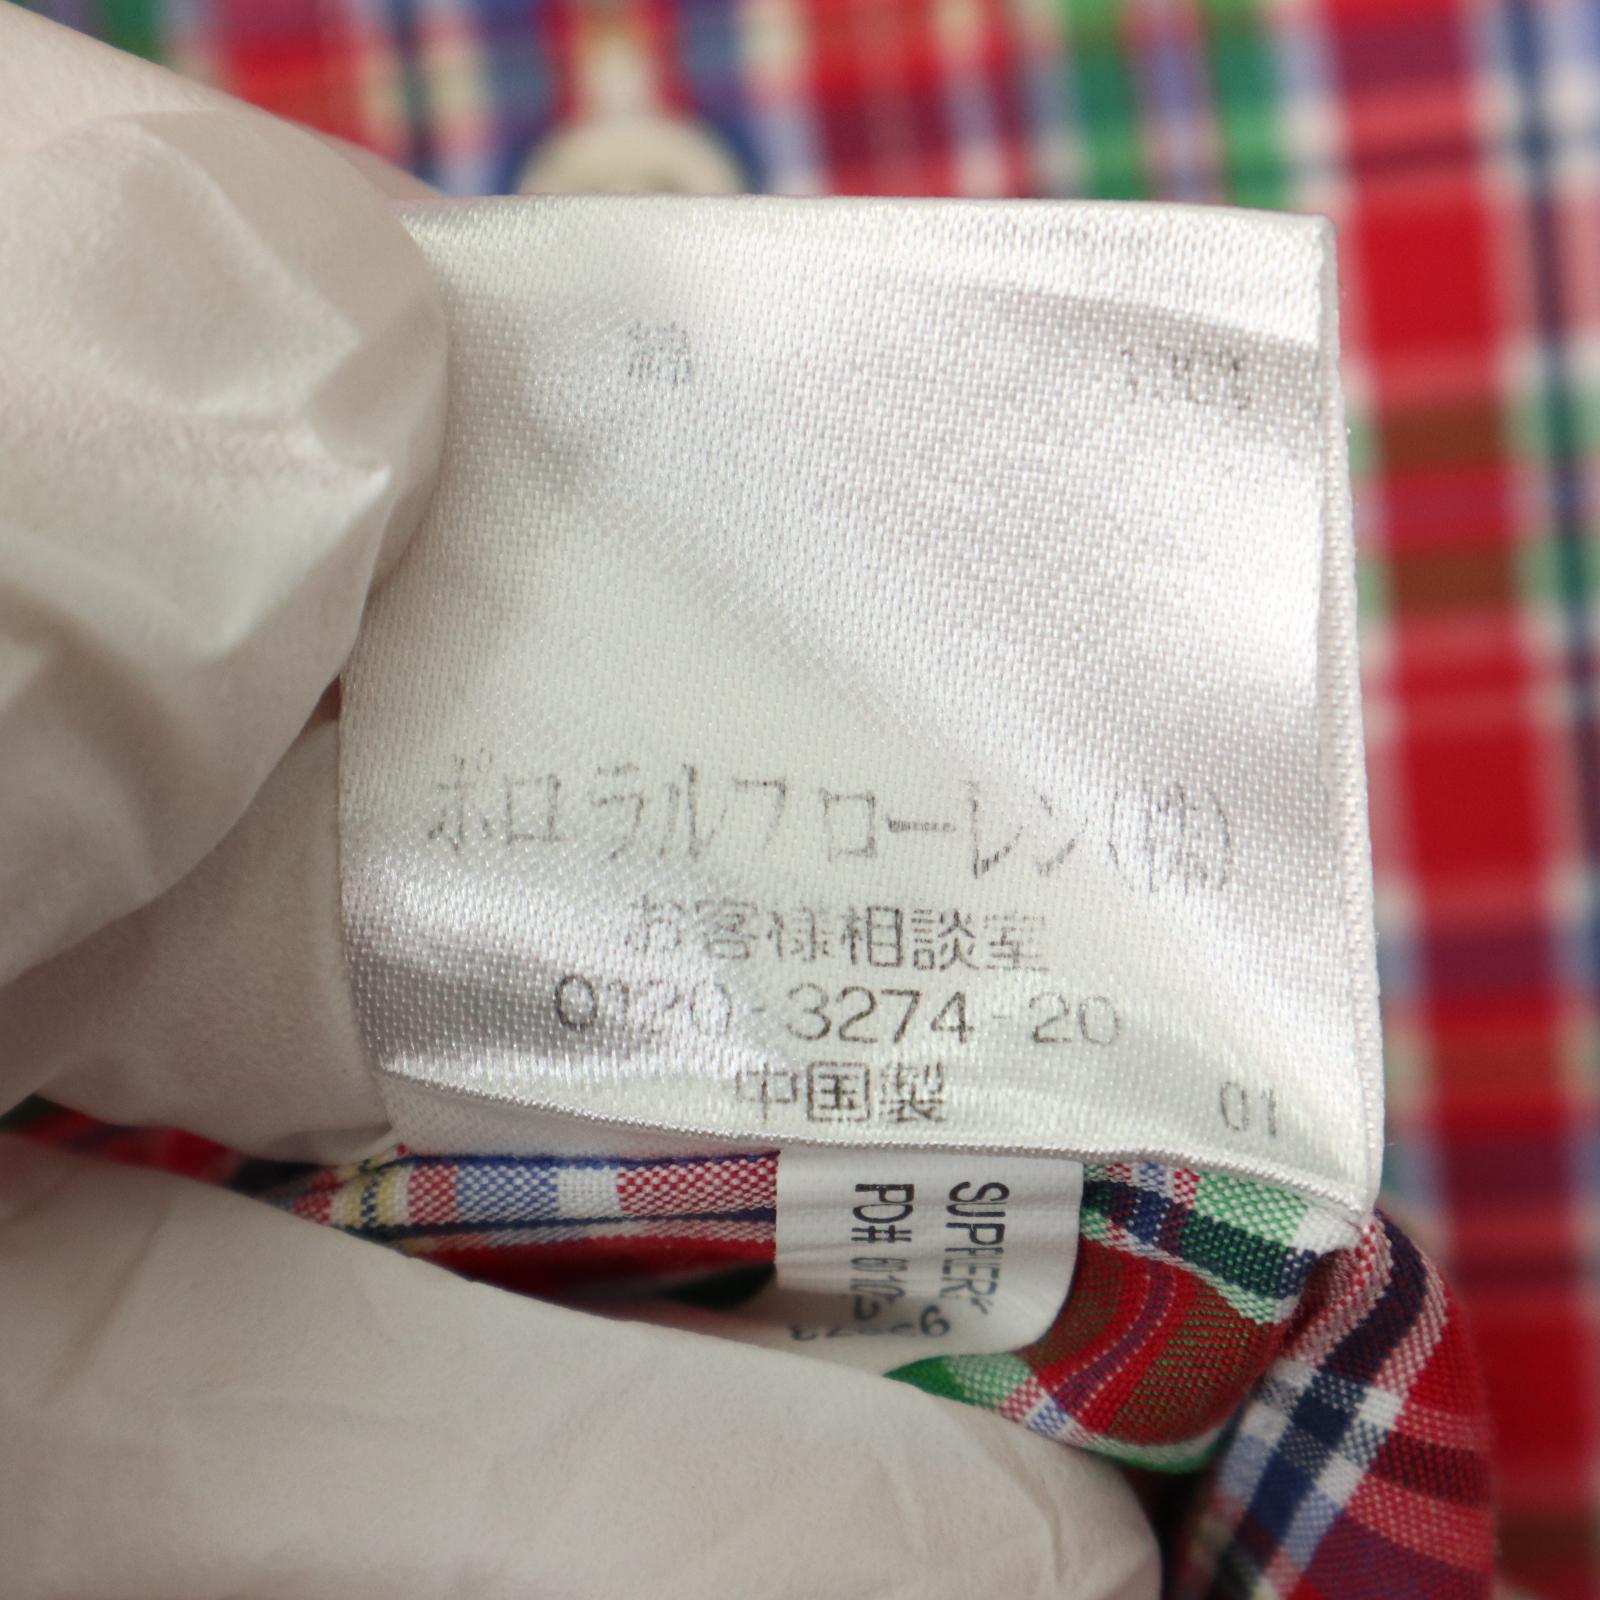 綿 100%
ポロ ラルフ ローレン(株)
お客様相談室
0120-3274-20
中国製 01
PO#